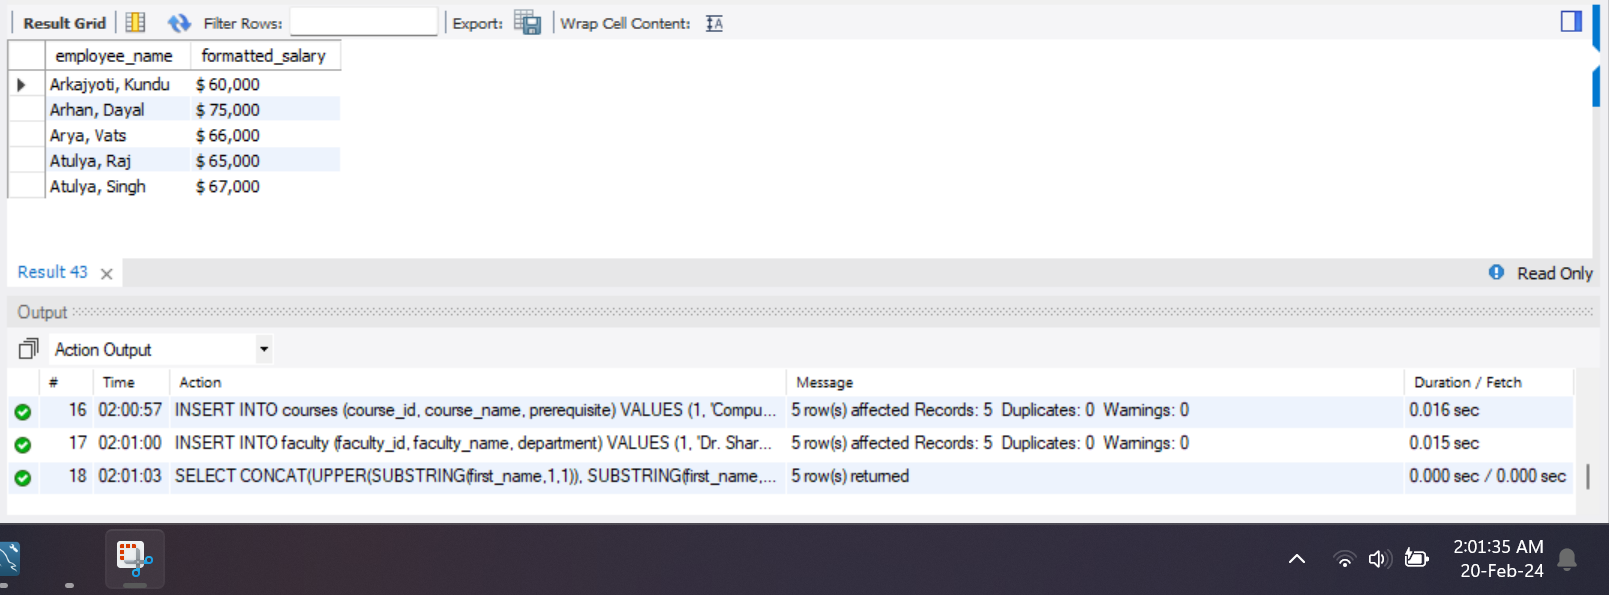 Result Grid Filter Rows: Export: Wrap Cell Content: IA
employee_name formatted_salary
Arkajyoti, Kundu $ 60,000
Arhan, Dayal $ 75,000
Arya, Vats $ 66,000
Atulya, Raj $ 65,000
Atulya, Singh $ 67,000
Result 43 Read Only
Output
Action Output
# Time Action Message Duration / Fetch
16 02:00:57 INSERT INTO courses (course_id, course_name, prerequisite) VALUES (1, 'Compu... 5 row(s) affected Records: 5 Duplicates: 0 Warnings: 0 0.016 sec
17 02:01:00 INSERT INTO faculty (faculty_id, faculty_name, department) VALUES (1, 'Dr. Shar... 5 row(s) affected Records: 5 Duplicates: 0 Warnings: 0 0.015 sec
18 02:01:03 SELECT CONCAT(UPPER(SUBSTRING(first_name,1,1)), SUBSTRING(first_name,... 5 row(s) returned 0.000 sec / 0.000 sec
2:01:35 AM
20-Feb-24